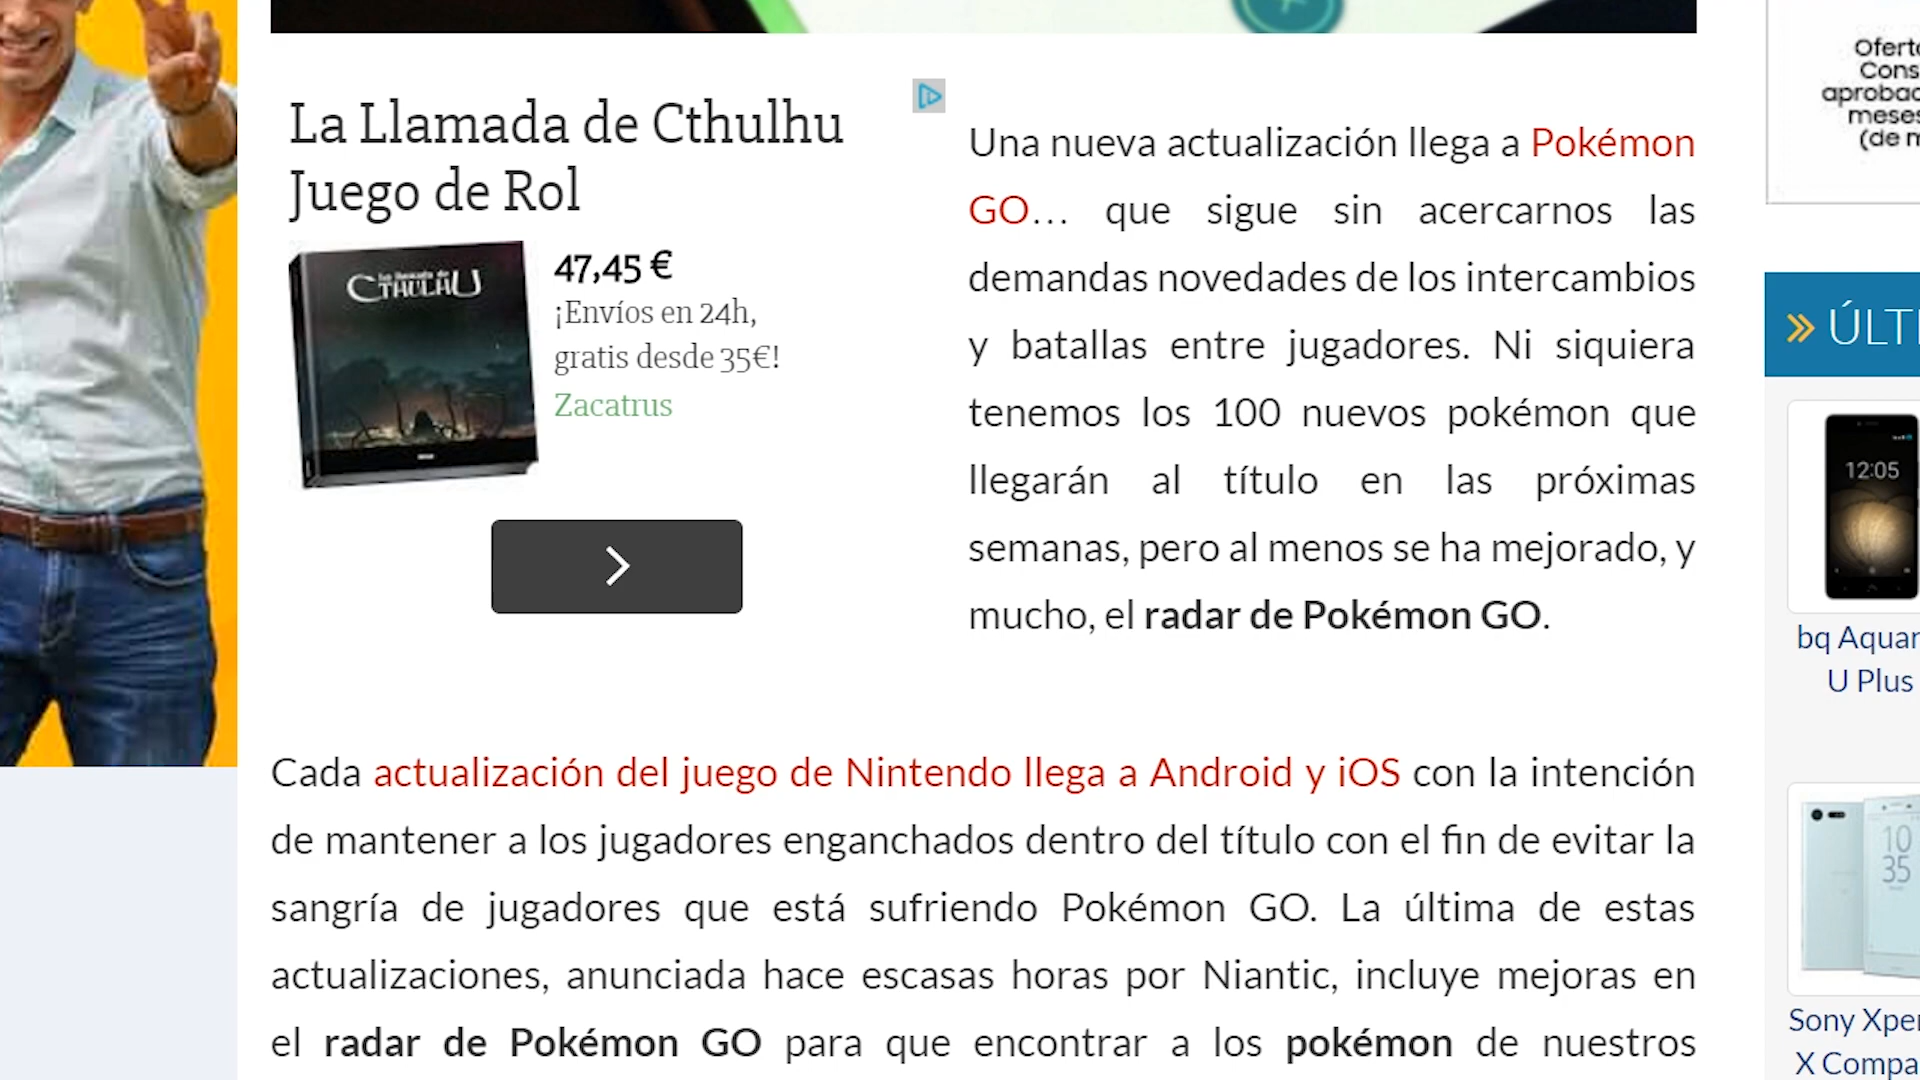 La Llamada de Cthulhu
Juego de Rol
La llamada de
CTHULHU
47,45 €
¡Envíos en 24h,
gratis desde 35€!
Zacatrus
Una nueva actualización llega a Pokémon
GO… que sigue sin acercarnos las
demandas novedades de los intercambios
y batallas entre jugadores. Ni siquiera
tenemos los 100 nuevos pokémon que
llegarán al título en las próximas
semanas, pero al menos se ha mejorado, y
mucho, el radar de Pokémon GO.
Cada actualización del juego de Nintendo llega a Android y iOS con la intención
de mantener a los jugadores enganchados dentro del título con el fin de evitar la
sangría de jugadores que está sufriendo Pokémon GO. La última de estas
actualizaciones, anunciada hace escasas horas por Niantic, incluye mejoras en
el radar de Pokémon GO para que encontrar a los pokémon de nuestros
Oferta
Cons
aprobac
meses
(de m
ÚLTI
12:05
bq Aquar
U Plus
10
35
Sony Xper
X Compa